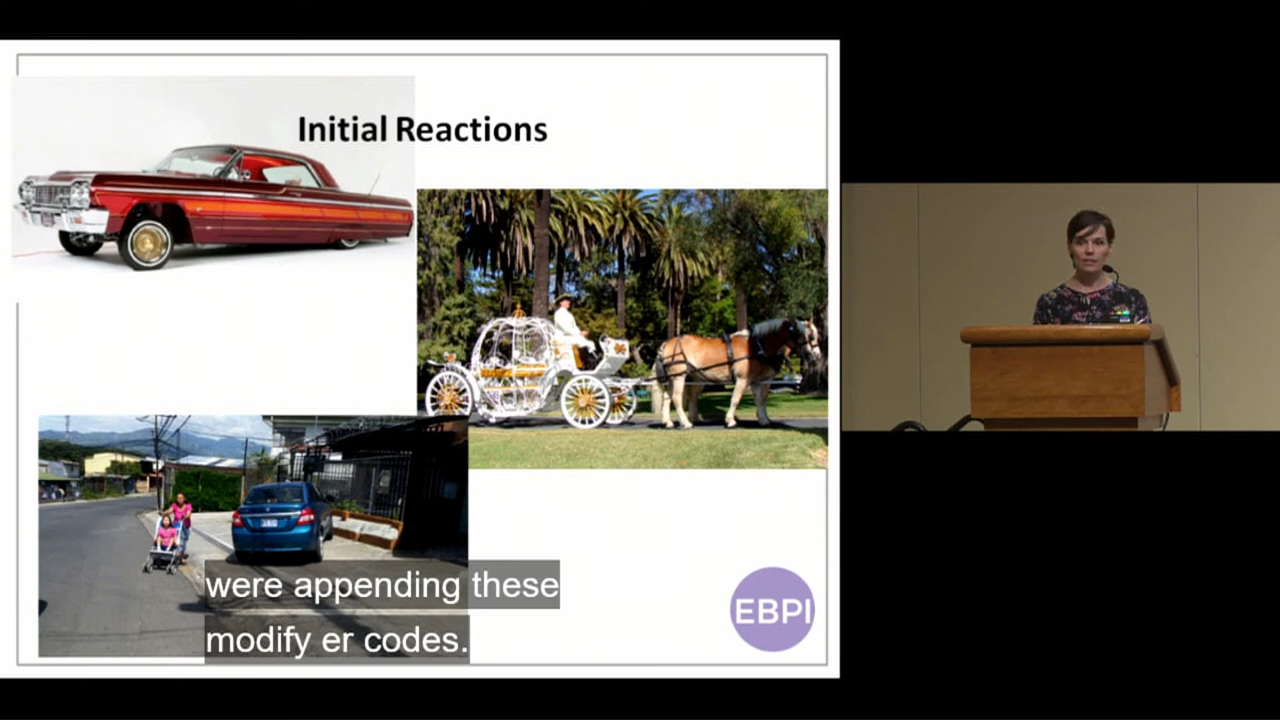 Initial Reactions
were appending these
modify er codes.
EBPI